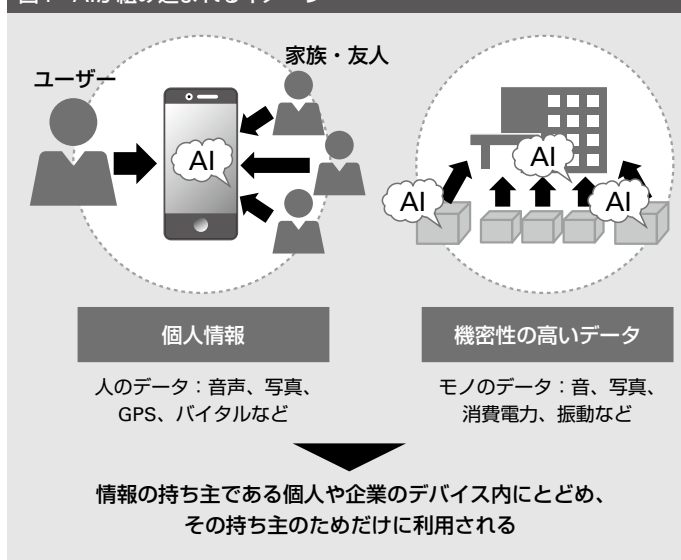 家族・友人
ユーザー
AI
AI
AI
AI
個人情報
機密性の高いデータ
人のデータ：音声、写真、
GPS、バイタルなど
モノのデータ：音、写真、
消費電力、振動など
情報の持ち主である個人や企業のデバイス内にとどめ、
その持ち主のためだけに利用される